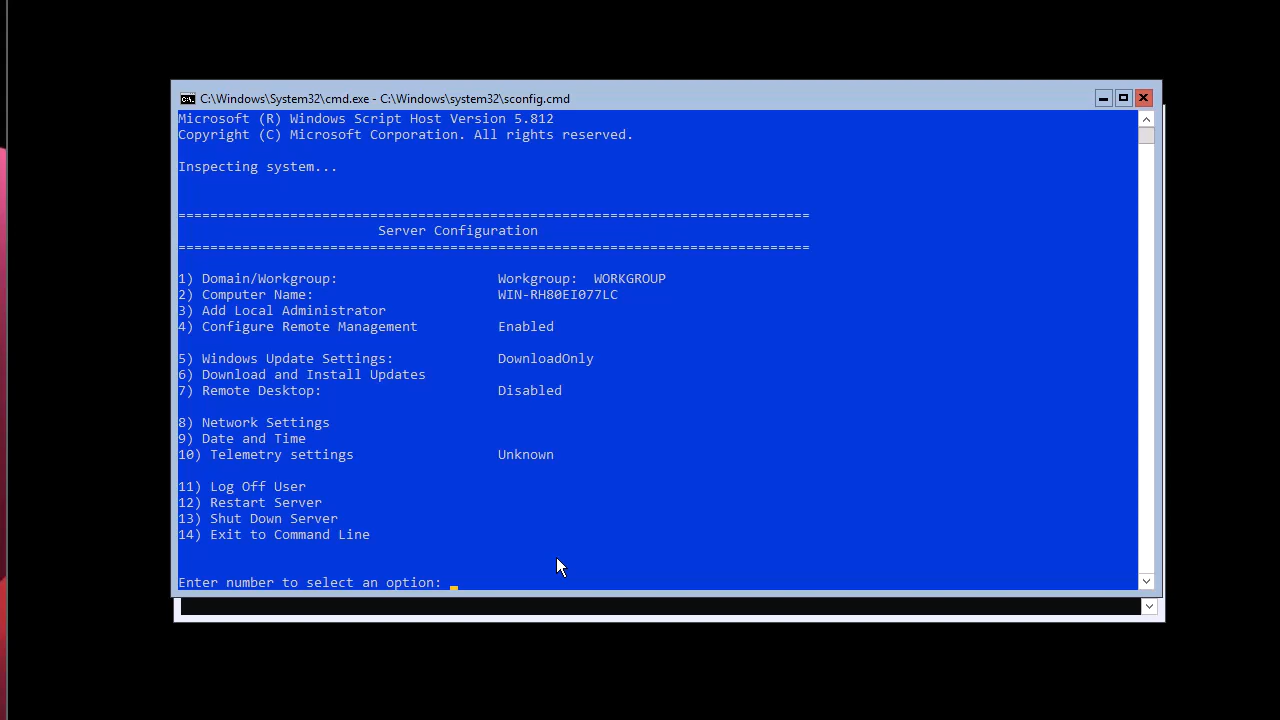 C:\Windows\System32\cmd.exe - C:\Windows\system32\sconfig.cmd
Microsoft (R) Windows Script Host Version 5.812
Copyright (C) Microsoft Corporation. All rights reserved.
Inspecting system...
===============================================================================
Server Configuration
===============================================================================
1) Domain/Workgroup: Workgroup: WORKGROUP
2) Computer Name: WIN-RH80EI077LC
3) Add Local Administrator
4) Configure Remote Management Enabled
5) Windows Update Settings: DownloadOnly
6) Download and Install Updates
7) Remote Desktop: Disabled
8) Network Settings
9) Date and Time
10) Telemetry settings Unknown
11) Log Off User
12) Restart Server
13) Shut Down Server
14) Exit to Command Line
Enter number to select an option: